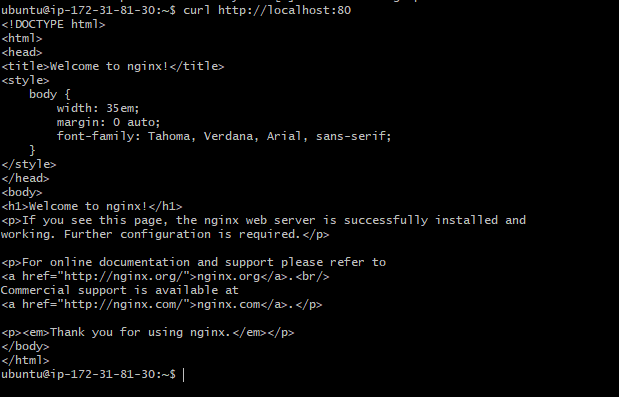 ubuntu@ip-172-31-81-30:~$ curl http://localhost:80
<!DOCTYPE html>
<html>
<head>
<title>Welcome to nginx!</title>
<style>
    body {
        width: 35em;
        margin: 0 auto;
        font-family: Tahoma, Verdana, Arial, sans-serif;
    }
</style>
</head>
<body>
<h1>Welcome to nginx!</h1>
<p>If you see this page, the nginx web server is successfully installed and
working. Further configuration is required.</p>

<p>For online documentation and support please refer to
<a href="http://nginx.org/">nginx.org</a>.<br/>
Commercial support is available at
<a href="http://nginx.com/">nginx.com</a>.</p>

<p><em>Thank you for using nginx.</em></p>
</body>
</html>
ubuntu@ip-172-31-81-30:~$